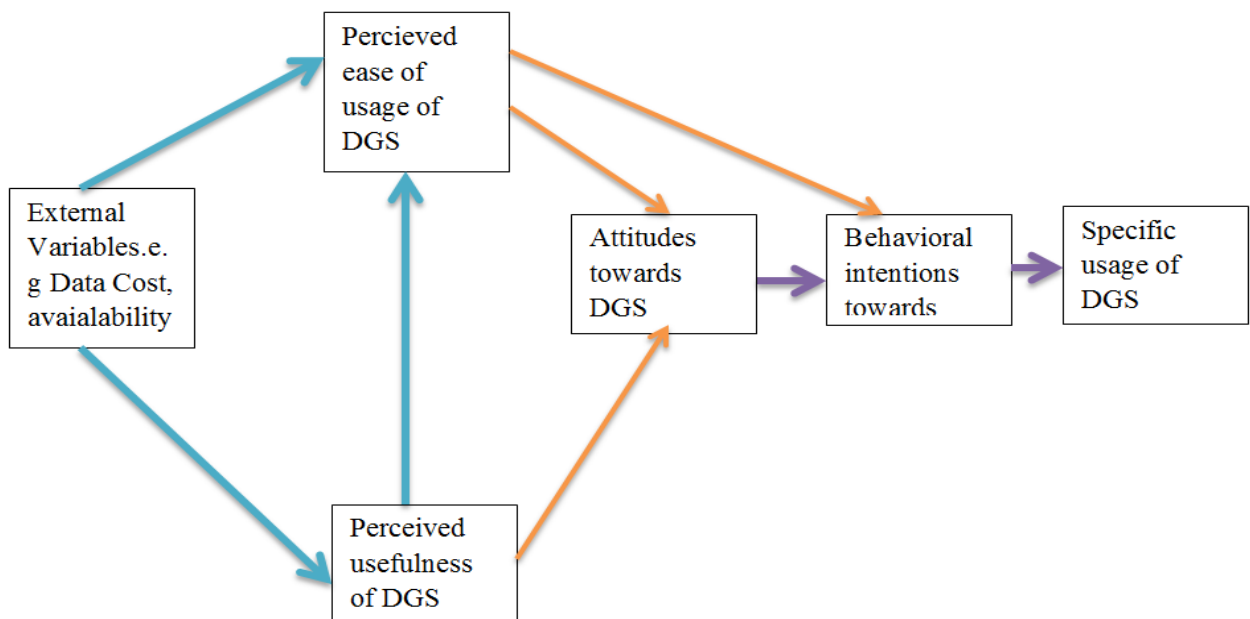 Percieved
ease of
usage of
DGS
External
Variables.e.
g Data Cost,
avaialability
Attitudes
towards
DGS
Behavioral
intentions
towards
Specific
usage of
DGS
Perceived
usefulness
of DGS